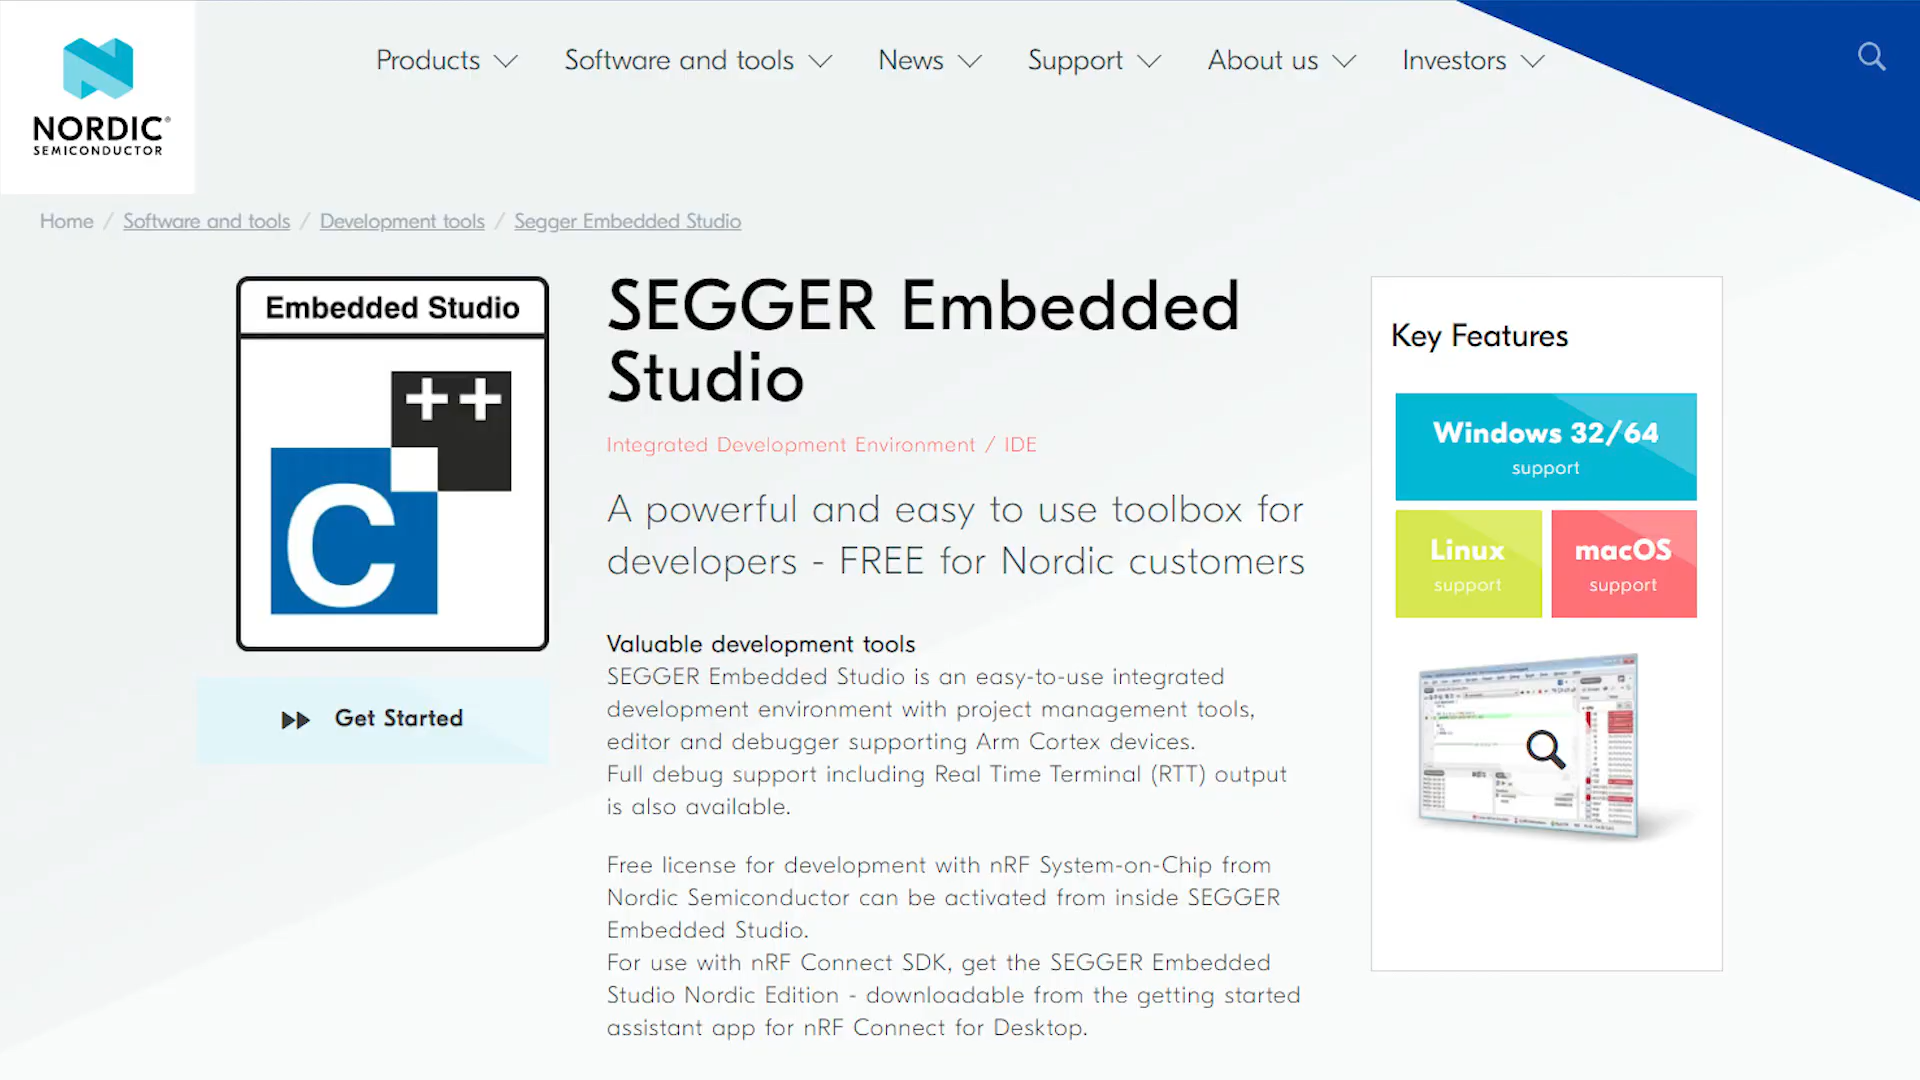 NORDIC®
SEMICONDUCTOR
Products
Software and tools
News
Support
About us
Investors
Home / Software and tools / Development tools / Segger Embedded Studio
Embedded Studio
++
C
Get Started
SEGGER Embedded
Studio
Integrated Development Environment / IDE
A powerful and easy to use toolbox for
developers - FREE for Nordic customers
Valuable development tools
SEGGER Embedded Studio is an easy-to-use integrated
development environment with project management tools,
editor and debugger supporting Arm Cortex devices.
Full debug support including Real Time Terminal (RTT) output
is also available.
Free license for development with nRF System-on-Chip from
Nordic Semiconductor can be activated from inside SEGGER
Embedded Studio.
For use with nRF Connect SDK, get the SEGGER Embedded
Studio Nordic Edition - downloadable from the getting started
assistant app for nRF Connect for Desktop.
Key Features
Windows 32/64
support
Linux
support
macOS
support